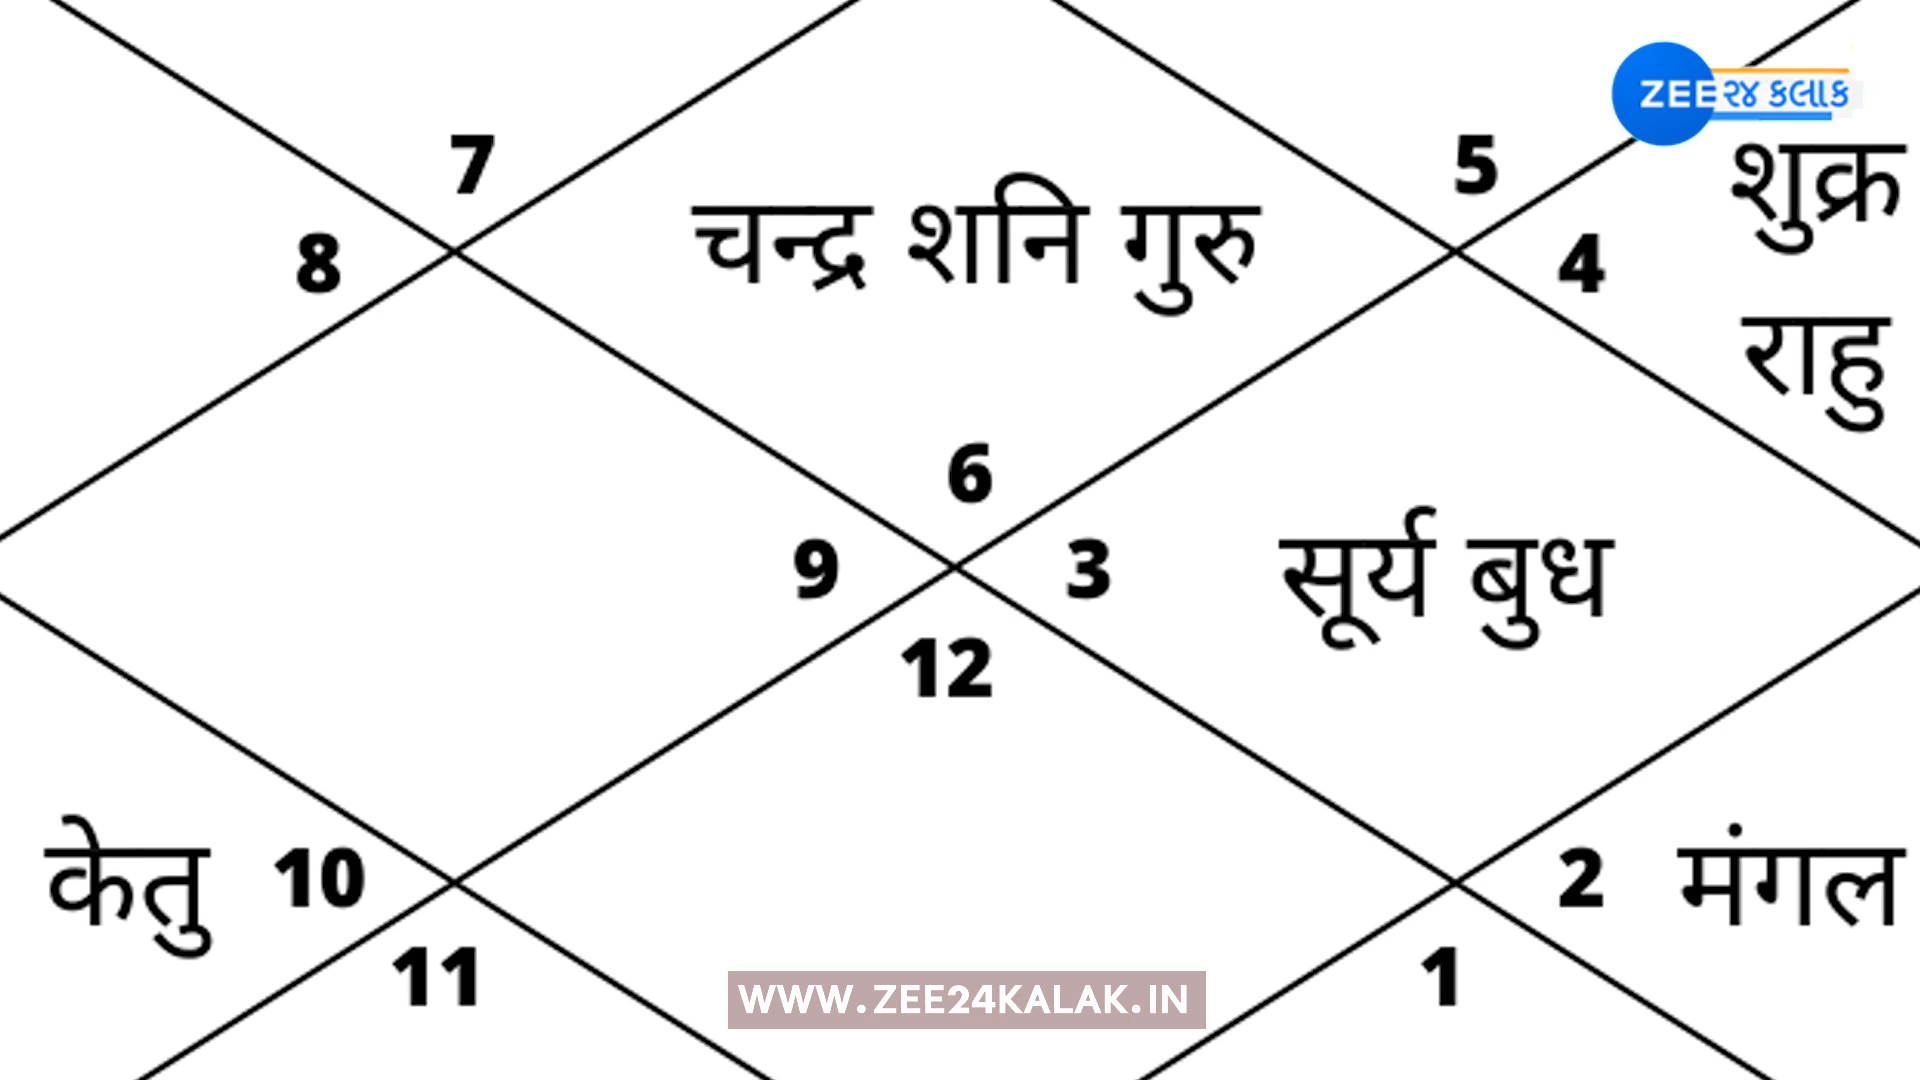 ZEE ૨૪ કલાક
7
5
शुक्र
चन्द्र शनि गुरु
8
4
राहु
6
9
3
सूर्य बुध
12
केतु
10
2
मंगल
11
1
WWW.ZEE24KALAK.IN